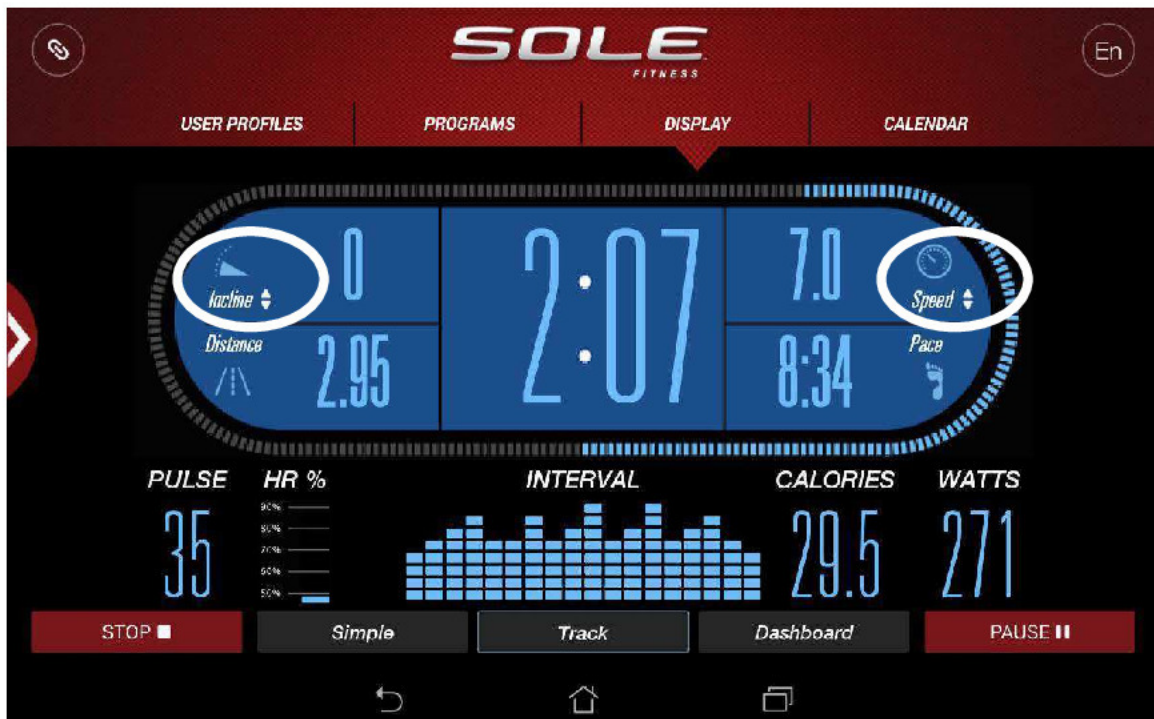 SOLE
FITNESS
En
USER PROFILES PROGRAMS DISPLAY CALENDAR
Incline 0
2:07
7.0 Speed
Distance 2.95
8:34 Pace
PULSE HR % INTERVAL CALORIES WATTS
35
90%
80%
70%
60%
50%
29.5
271
STOP Simple Track Dashboard PAUSE